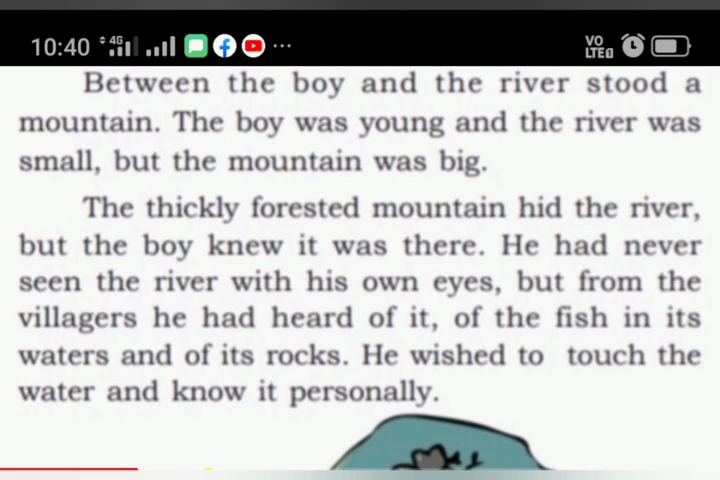 10:40 4G VO LTE1
Between the boy and the river stood a
mountain. The boy was young and the river was
small, but the mountain was big.
The thickly forested mountain hid the river,
but the boy knew it was there. He had never
seen the river with his own eyes, but from the
villagers he had heard of it, of the fish in its
waters and of its rocks. He wished to touch the
water and know it personally.